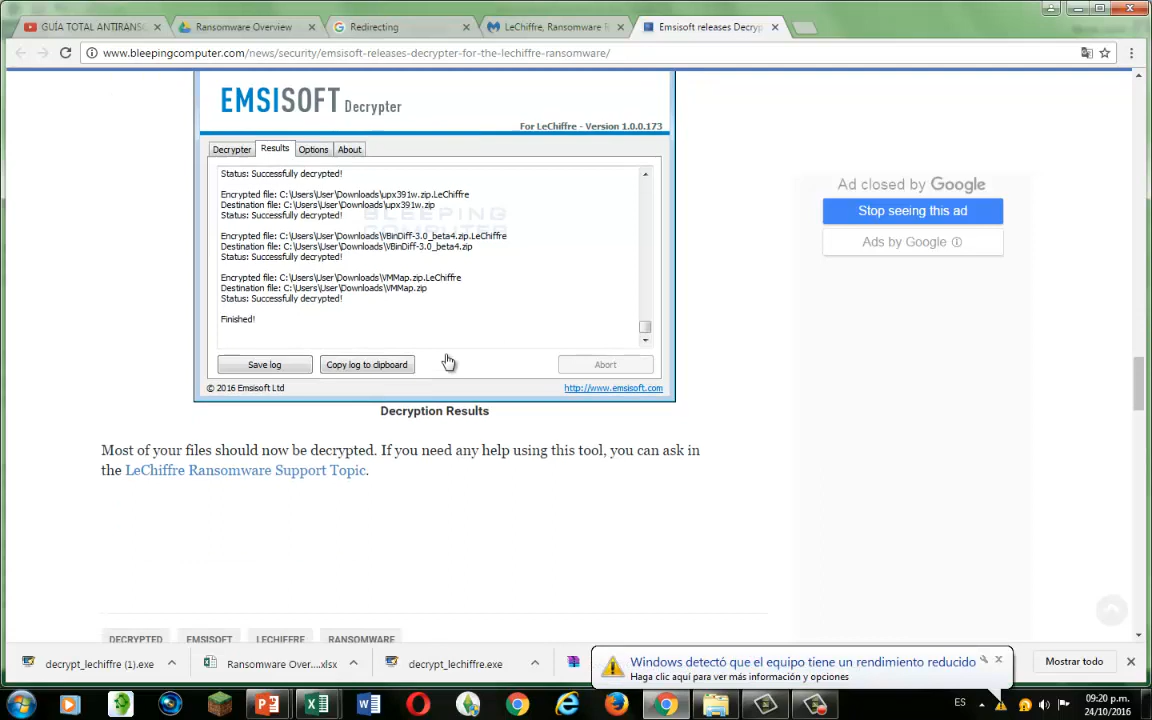 GUÍA TOTAL ANTIRANS
Ransomware Overview
Redirecting
LeChiffre, Ransomware R
Emsisoft releases Decryp
www.bleepingcomputer.com/news/security/emsisoft-releases-decrypter-for-the-lechiffre-ransomware/
EMSISOFT Decrypter
For LeChiffre - Version 1.0.0.173
Decrypter Results Options About
Status: Successfully decrypted!
Encrypted file: C:\Users\User\Downloads\upx391w.zip.LeChiffre
Destination file: C:\Users\User\Downloads\upx391w.zip
Status: Successfully decrypted!
BLEEPING
COMPUTER
Encrypted file: C:\Users\User\Downloads\VBinDiff-3.0_beta4.zip.LeChiffre
Destination file: C:\Users\User\Downloads\VBinDiff-3.0_beta4.zip
Status: Successfully decrypted!
Encrypted file: C:\Users\User\Downloads\VMMap.zip.LeChiffre
Destination file: C:\Users\User\Downloads\VMMap.zip
Status: Successfully decrypted!
Finished!
Save log Copy log to clipboard Abort
© 2016 Emsisoft Ltd http://www.emsisoft.com
Decryption Results
Ad closed by Google
Stop seeing this ad
Ads by Google
Most of your files should now be decrypted. If you need any help using this tool, you can ask in
the LeChiffre Ransomware Support Topic.
DECRYPTED EMSISOFT LECHIFFRE RANSOMWARE
decrypt_lechiffre (1).exe
Ransomware Over....xlsx
decrypt_lechiffre.exe
Windows detectó que el equipo tiene un rendimiento reducido
Haga clic aquí para ver más información y opciones
Mostrar todo
ES
09:20 p.m.
24/10/2016